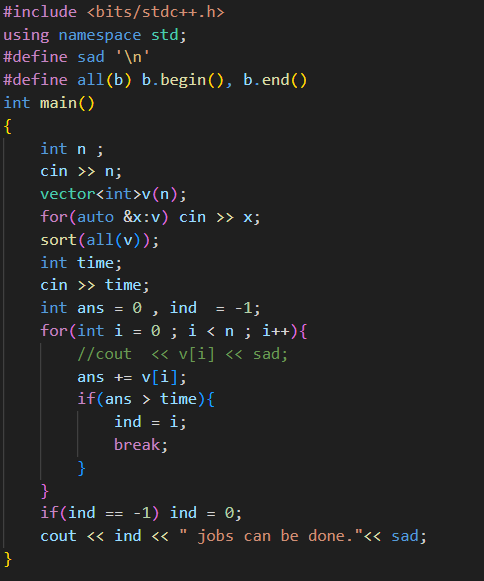 #include <bits/stdc++.h>
using namespace std;
#define sad '\n'
#define all(b) b.begin(), b.end()
int main()
{
    int n ;
    cin >> n;
    vector<int>v(n);
    for(auto &x:v) cin >> x;
    sort(all(v));
    int time;
    cin >> time;
    int ans = 0 , ind  = -1;
    for(int i = 0 ; i < n ; i++){
        //cout  << v[i] << sad;
        ans += v[i];
        if(ans > time){
            ind = i;
            break;
        }
    }
    if(ind == -1) ind = 0;
    cout << ind << " jobs can be done."<< sad;
}